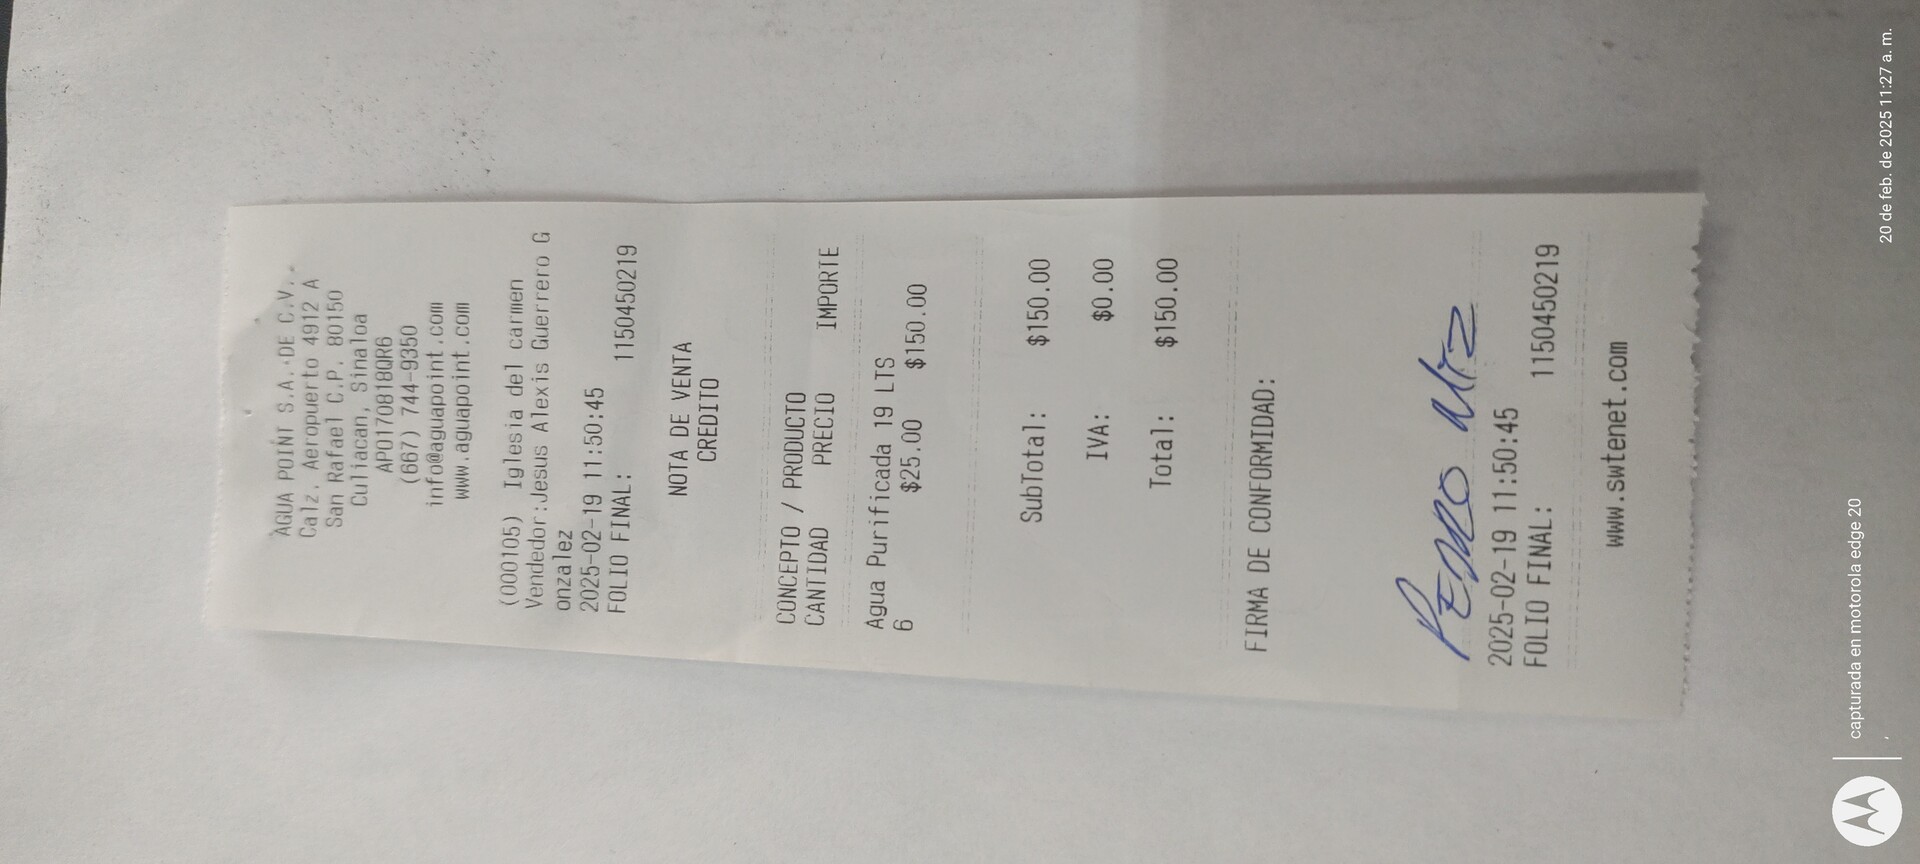 AGUA POINT S.A. DE C.V.
Calz. Aeropuerto 4912 A
San Rafael C.P. 80150
Culiacan, Sinaloa
APO170818QR6
(667) 744-9350
info@aguapoint.com
www.aguapoint.com
(000105) Iglesia del carmen
Vendedor:Jesus Alexis Guerrero G
onzalez
2025-02-19 11:50:45
FOLIO FINAL: 1150450219
NOTA DE VENTA
CREDITO
CONCEPTO / PRODUCTO
CANTIDAD PRECIO IMPORTE
Agua Purificada 19 LTS
6 $25.00 $150.00
SubTotal: $150.00
IVA: $0.00
Total: $150.00
FIRMA DE CONFORMIDAD:
PEDRO
2025-02-19 11:50:45
FOLIO FINAL: 1150450219
www.swtenet.com
capturada en motorola edge 20
20 de feb. de 2025 11:27 a. m.